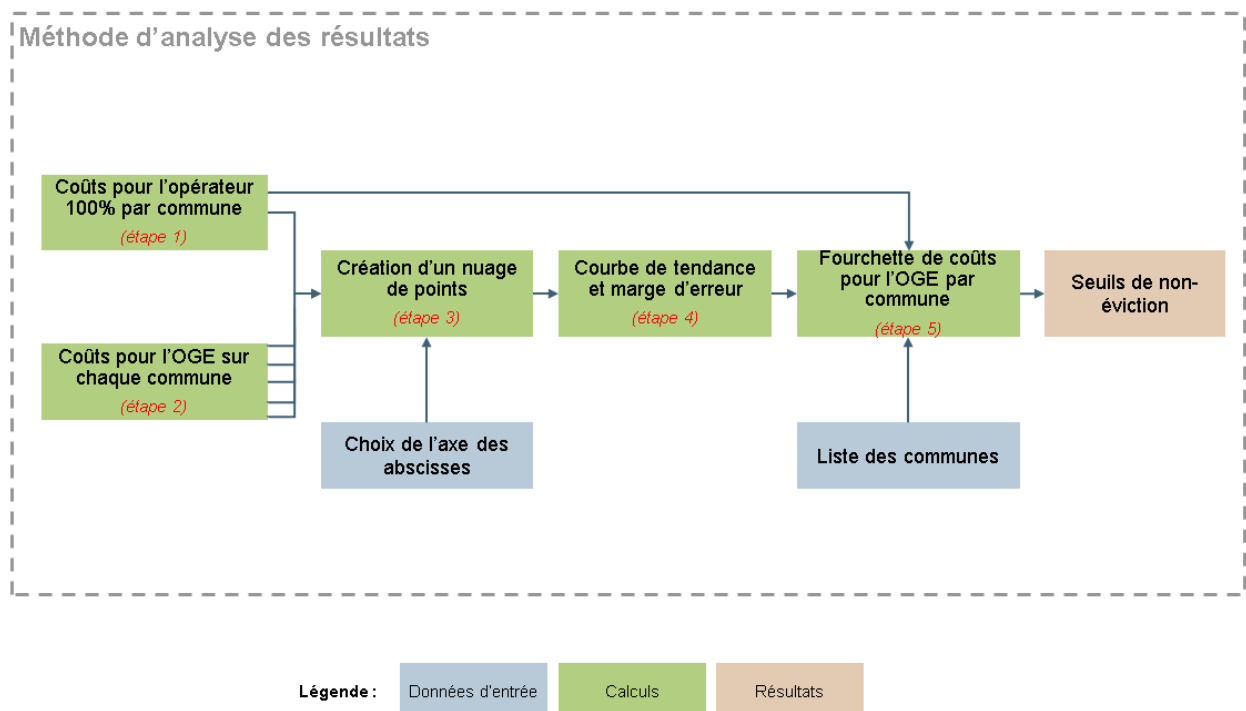 Méthode d'analyse des résultats
Coûts pour l'opérateur
100% par commune
(étape 1)
Coûts pour l'OGE sur
chaque commune
(étape 2)
Création d'un nuage
de points
(étape 3)
Courbe de tendance
et marge d'erreur
(étape 4)
Fourchette de coûts
pour l'OGE par
commune
(étape 5)
Seuils de non-
éviction
Choix de l'axe des
abscisses
Liste des communes
Légende :
Données d'entrée
Calculs
Résultats